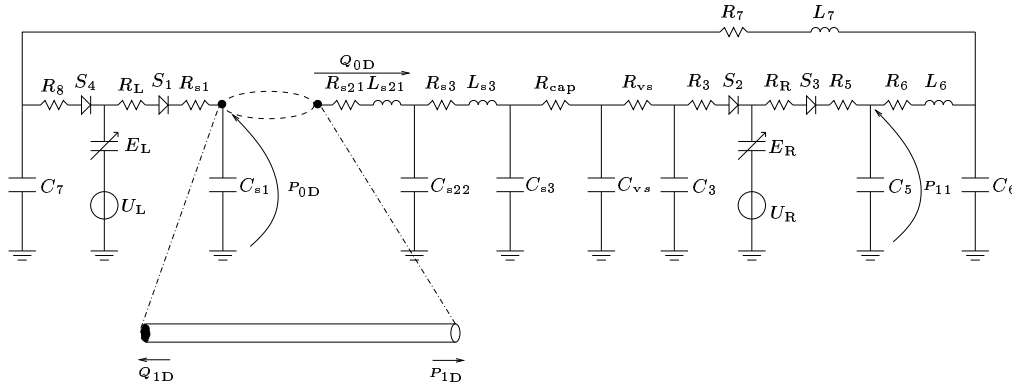 R7 L7
Q0D
R8 S4 RL S1 Rs1 Rs21 Ls21 Rs3 Ls3 Rcap Rvs R3 S2 RR S3 R5 R6 L6
EL ER
C7 Cs1 P0D Cs22 Cs3 Cvs C3 C5 P11 C6
UL UR
Q1D P1D